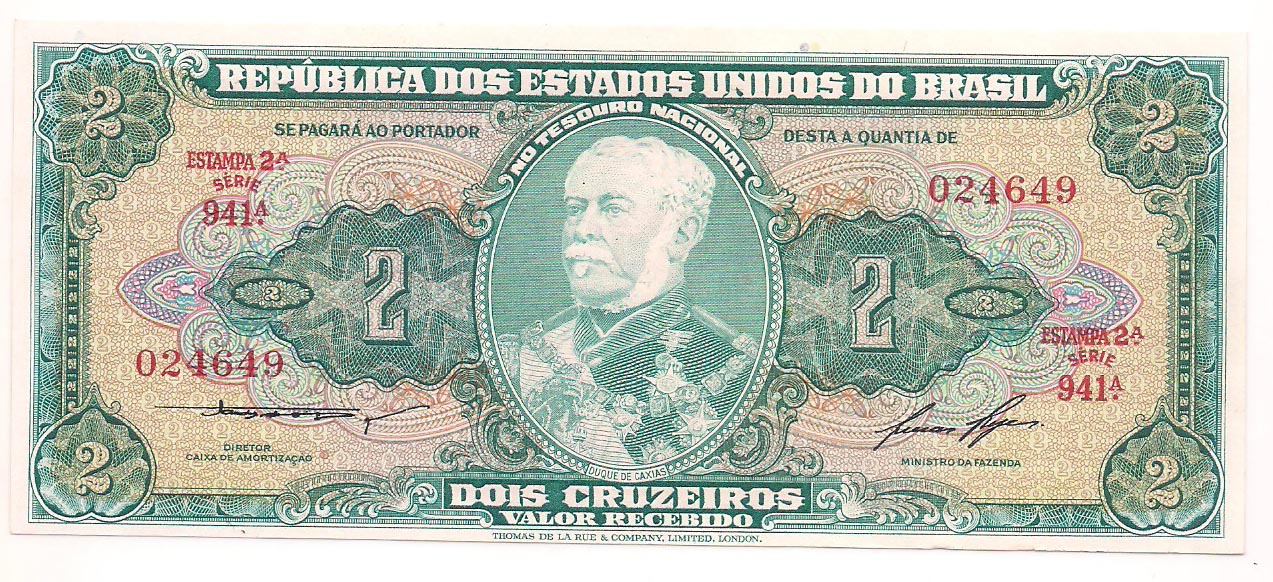 REPÚBLICA DOS ESTADOS UNIDOS DO BRASIL
2
2
SE PAGARÁ AO PORTADOR
NO TESOURO NACIONAL
DESTA A QUANTIA DE
ESTAMPA 2A
SÉRIE
941.A
024649
2
2
2
2
ESTAMPA 2A
SÉRIE
941.A
024649
DIRETOR
CAIXA DE AMORTIZAÇÃO
MINISTRO DA FAZENDA
2
2
DUQUE DE CAXIAS
DOIS CRUZEIROS
VALOR RECEBIDO
THOMAS DE LA RUE & COMPANY, LIMITED, LONDON.